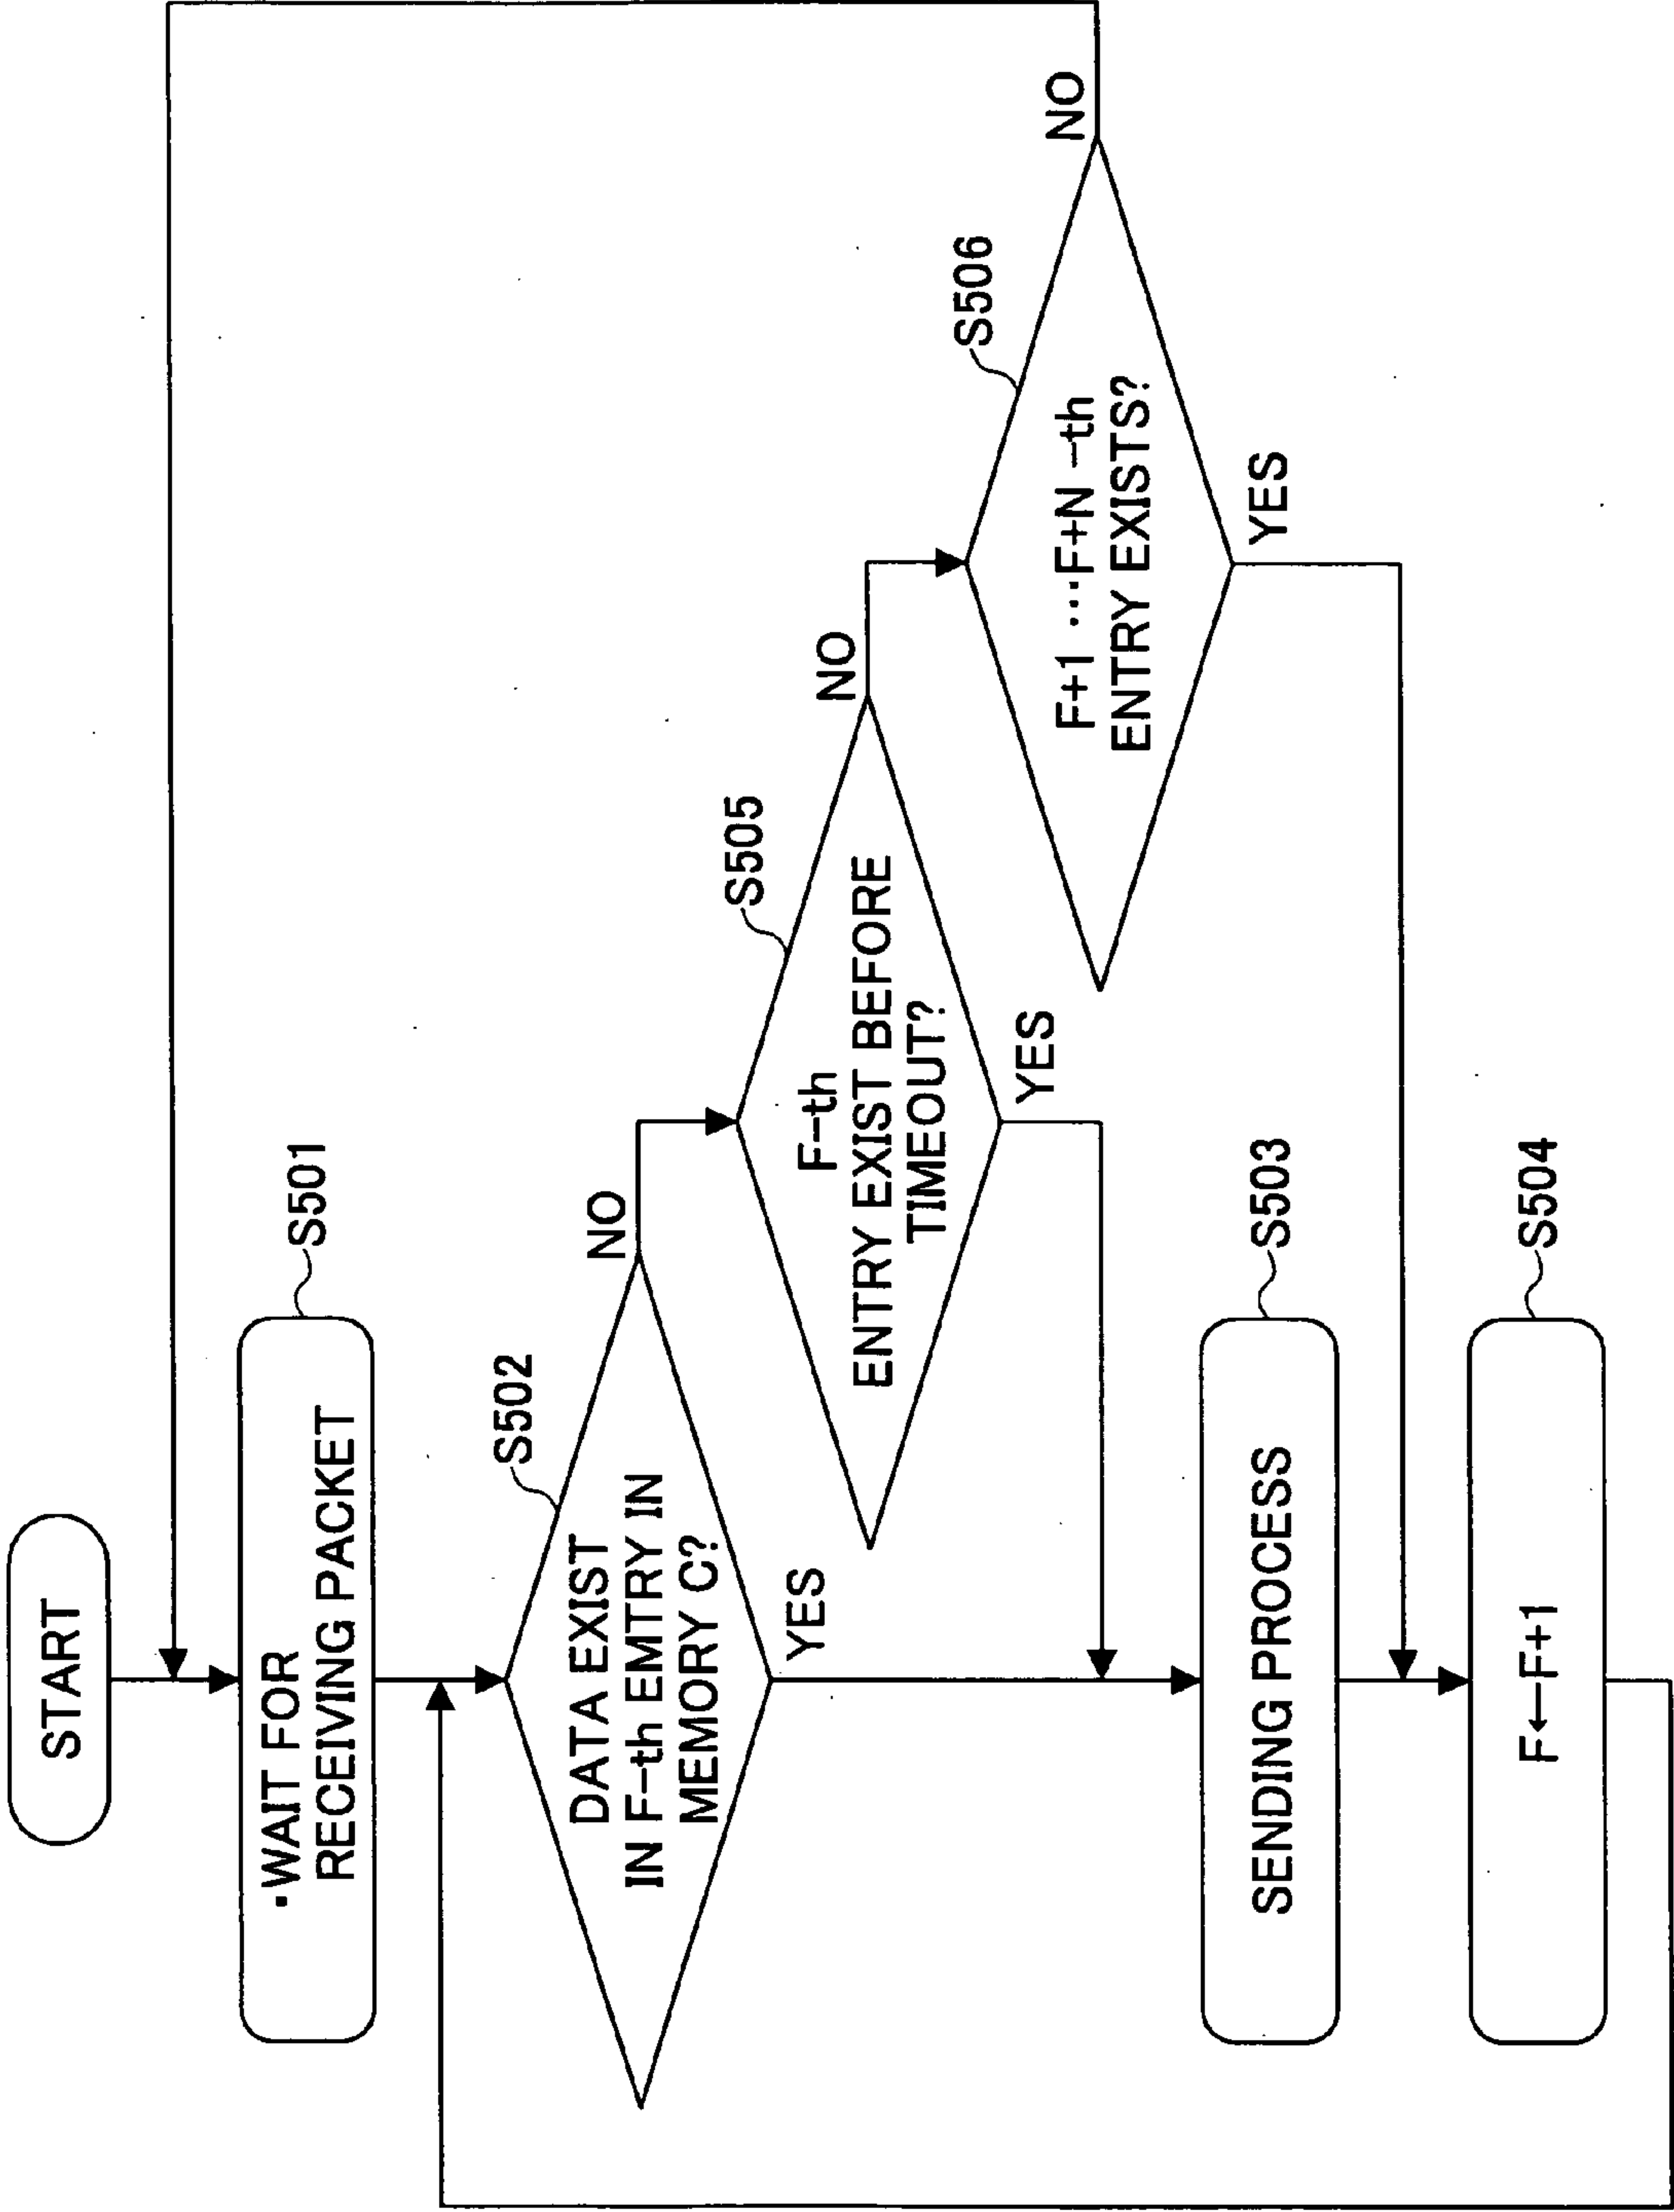 START
·WAIT FOR
RECEIVING PACKET
S501
DATA EXIST
IN F-th EMTRY IN
MEMORY C?
S502
NO
YES
F-th
ENTRY EXIST BEFORE
TIMEOUT?
S505
NO
YES
F+1 ···F+N -th
ENTRY EXISTS?
S506
NO
YES
SENDING PROCESS
S503
F←F+1
S504